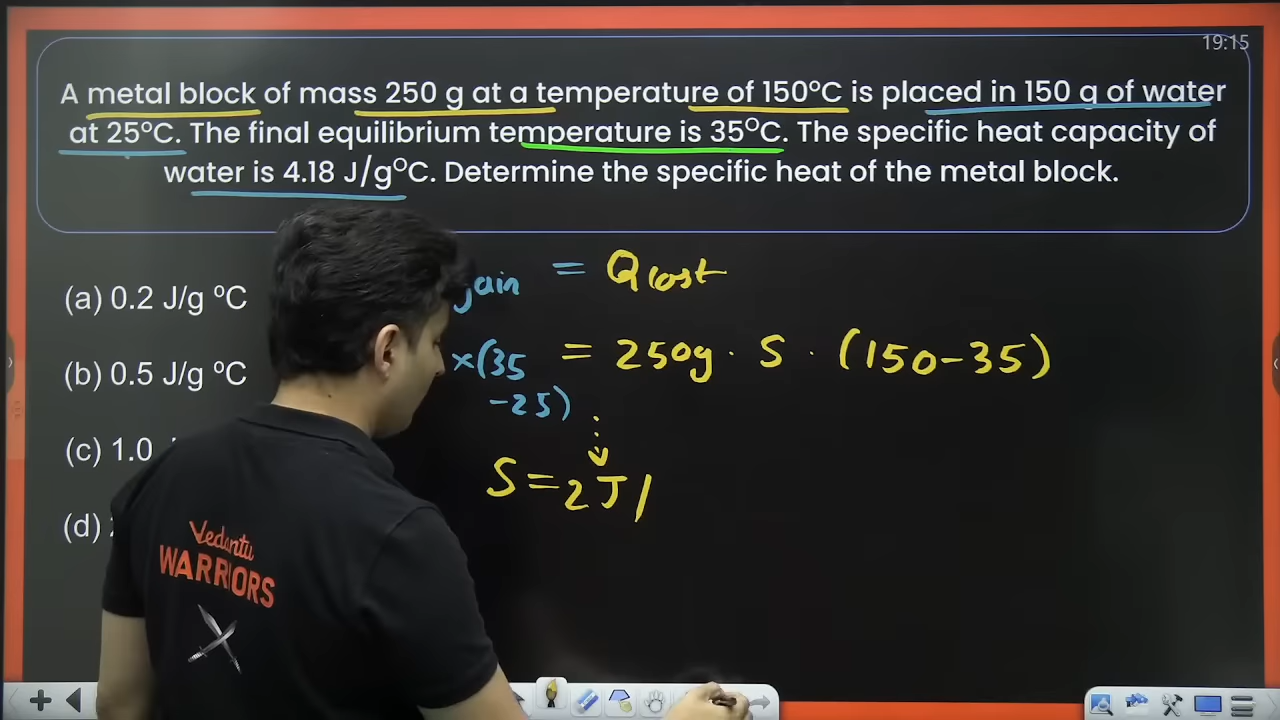 19:15
A metal block of mass 250 g at a temperature of 150°C is placed in 150 g of water
at 25°C. The final equilibrium temperature is 35°C. The specific heat capacity of
water is 4.18 J/g°C. Determine the specific heat of the metal block.
gain = Qlost
×(35 = 250g · S · (150-35)
-25)
(a) 0.2 J/g °C
(b) 0.5 J/g °C
(c) 1.0
(d)
S = 2 J/
Vedantu
WARRIORS